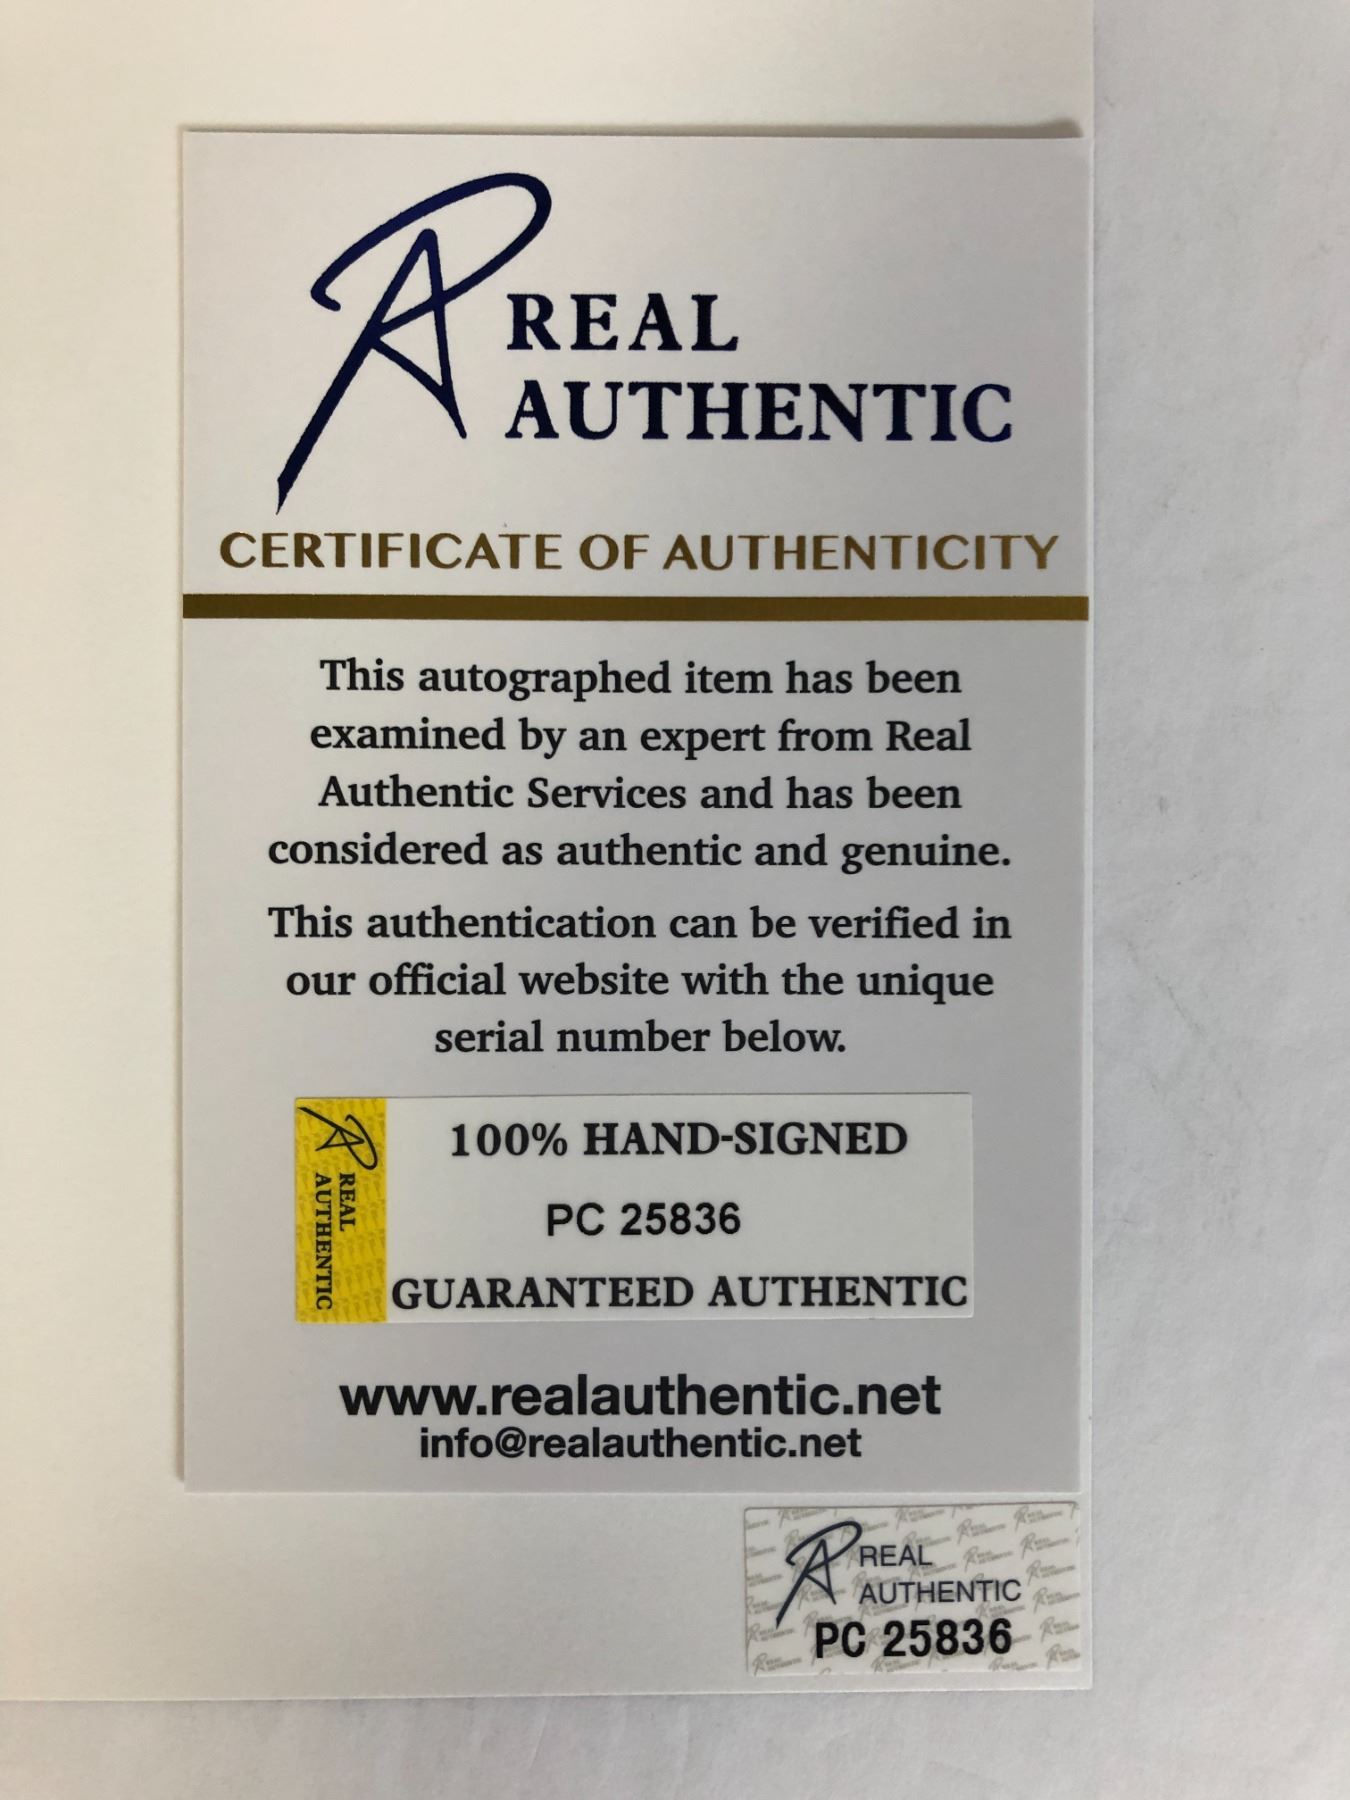 REAL
AUTHENTIC
CERTIFICATE OF AUTHENTICITY
This autographed item has been
examined by an expert from Real
Authentic Services and has been
considered as authentic and genuine.
This authentication can be verified in
our official website with the unique
serial number below.
REAL
AUTHENTIC
100% HAND-SIGNED
PC 25836
GUARANTEED AUTHENTIC
www.realauthentic.net
info@realauthentic.net
REAL
AUTHENTIC
PC 25836